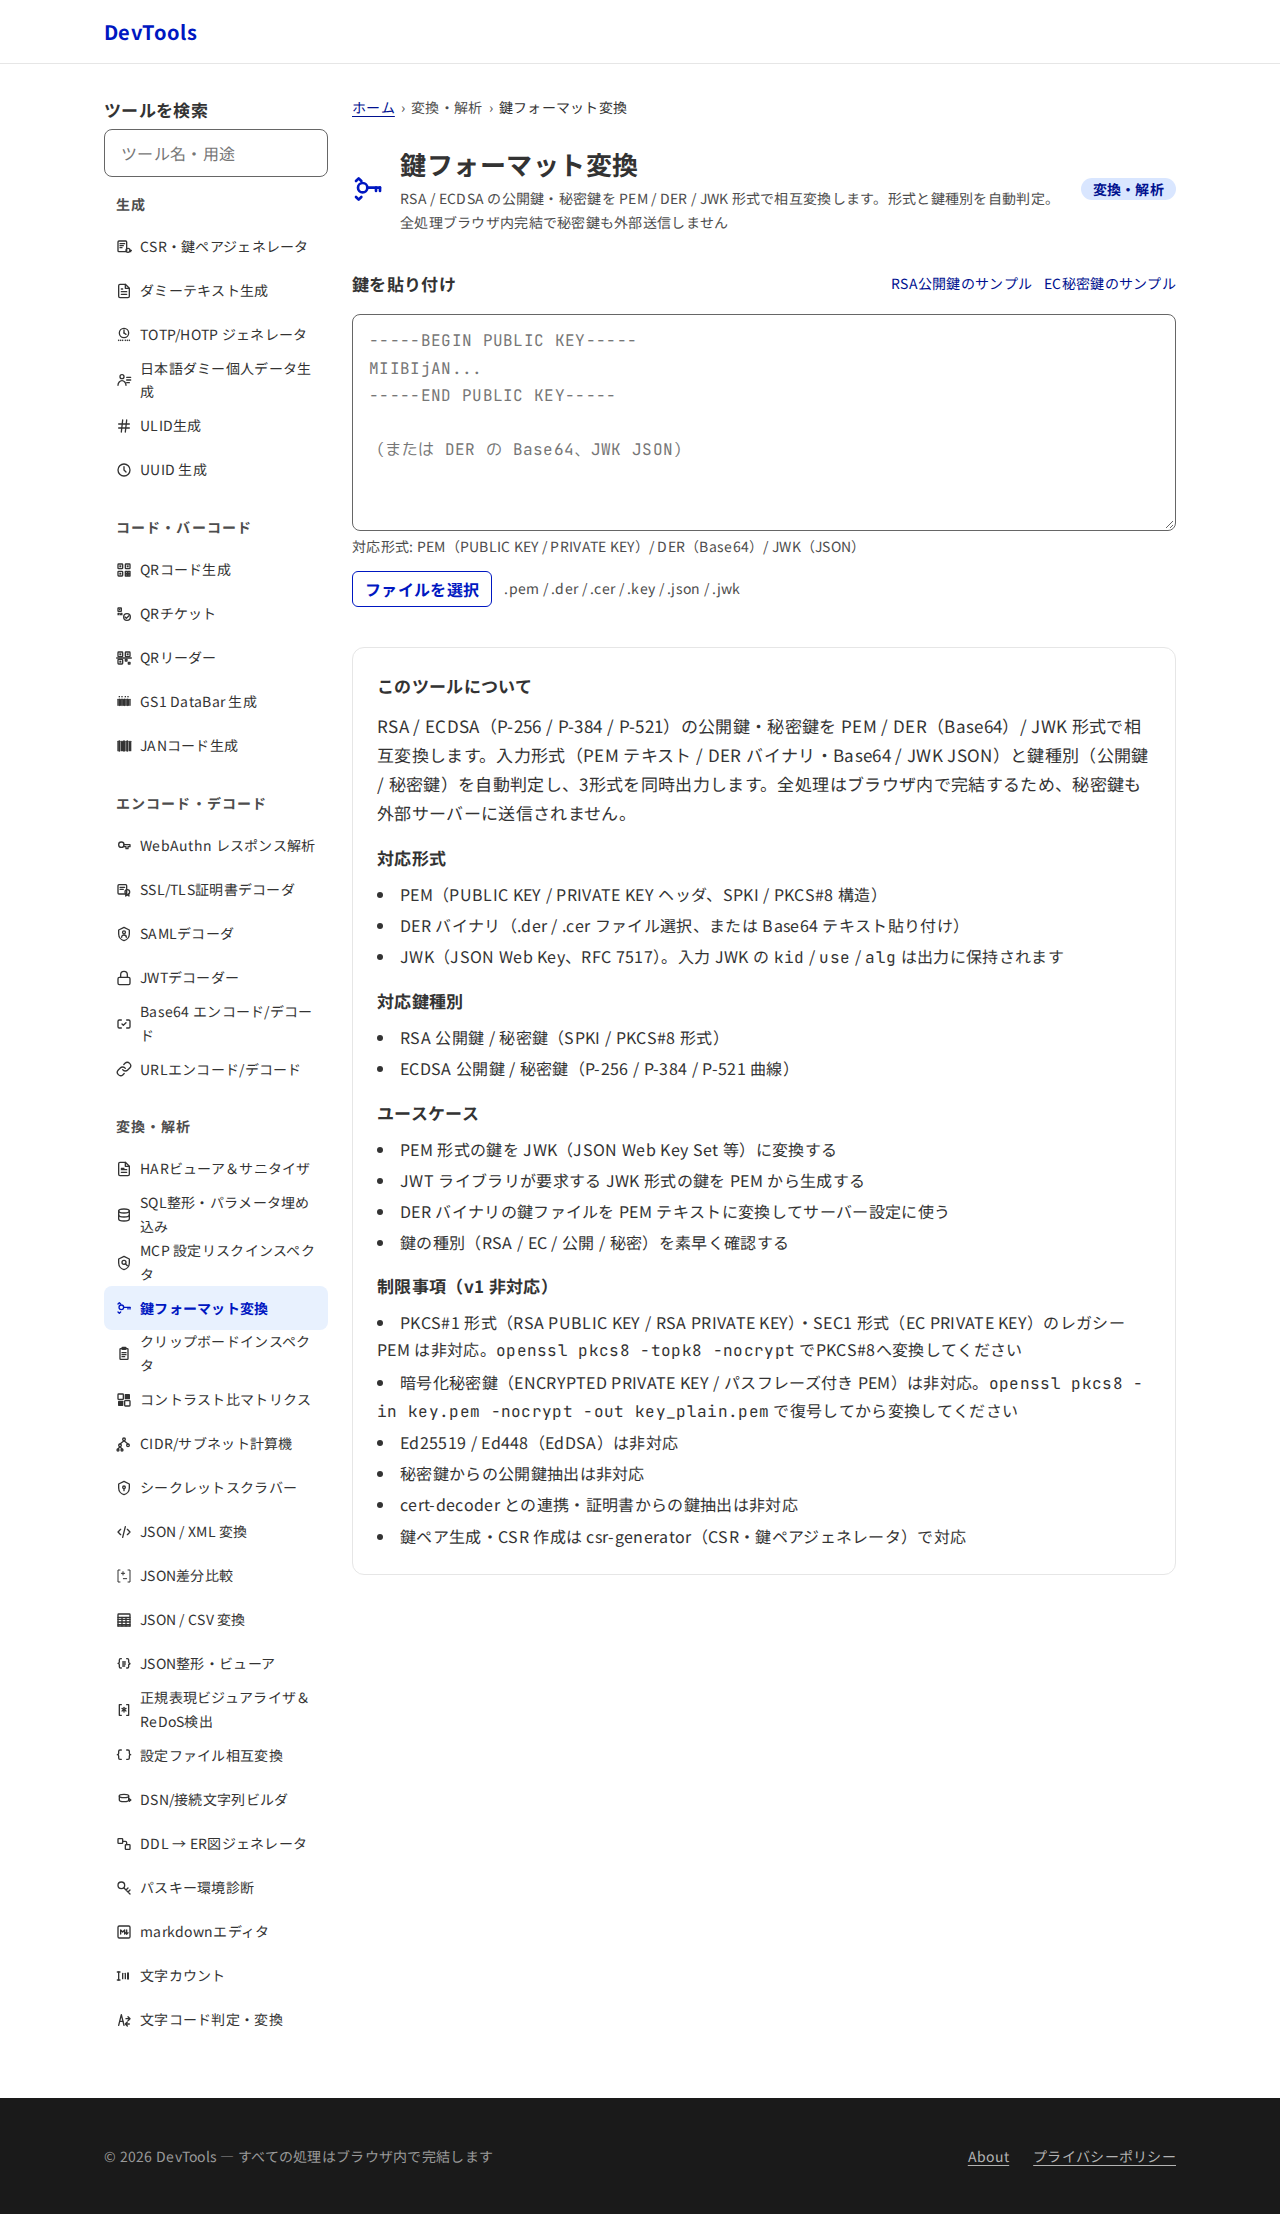 DevTools
ツールを検索
ツール名・用途
生成
CSR・鍵ペアジェネレータ
ダミーテキスト生成
TOTP/HOTP ジェネレータ
日本語ダミー個人データ生
成
ULID生成
UUID 生成
コード・バーコード
QRコード生成
QRチケット
QRリーダー
GS1 DataBar 生成
JANコード生成
エンコード・デコード
WebAuthn レスポンス解析
SSL/TLS証明書デコーダ
SAMLデコーダ
JWTデコーダー
Base64 エンコード/デコー
ド
URLエンコード/デコード
変換・解析
HARビューア＆サニタイザ
SQL整形・パラメータ埋め
込み
MCP 設定リスクインスペク
タ
鍵フォーマット変換
クリップボードインスペク
タ
コントラスト比マトリクス
CIDR/サブネット計算機
シークレットスクラバー
JSON / XML 変換
JSON差分比較
JSON / CSV 変換
JSON整形・ビューア
正規表現ビジュアライザ＆
ReDoS検出
設定ファイル相互変換
DSN/接続文字列ビルダ
DDL → ER図ジェネレータ
パスキー環境診断
markdownエディタ
文字カウント
文字コード判定・変換
ホーム › 変換・解析 › 鍵フォーマット変換
鍵フォーマット変換
RSA / ECDSA の公開鍵・秘密鍵を PEM / DER / JWK 形式で相互変換します。形式と鍵種別を自動判定。
全処理ブラウザ内完結で秘密鍵も外部送信しません
変換・解析
鍵を貼り付け
RSA公開鍵のサンプル EC秘密鍵のサンプル
-----BEGIN PUBLIC KEY-----
MIIBIjAN...
-----END PUBLIC KEY-----
（または DER の Base64、JWK JSON）
対応形式: PEM（PUBLIC KEY / PRIVATE KEY）/ DER（Base64）/ JWK（JSON）
ファイルを選択 .pem / .der / .cer / .key / .json / .jwk
このツールについて
RSA / ECDSA（P-256 / P-384 / P-521）の公開鍵・秘密鍵を PEM / DER（Base64）/ JWK 形式で相
互変換します。入力形式（PEM テキスト / DER バイナリ・Base64 / JWK JSON）と鍵種別（公開鍵
/ 秘密鍵）を自動判定し、3形式を同時出力します。全処理はブラウザ内で完結するため、秘密鍵も
外部サーバーに送信されません。
対応形式
• PEM（PUBLIC KEY / PRIVATE KEY ヘッダ、SPKI / PKCS#8 構造）
• DER バイナリ（.der / .cer ファイル選択、または Base64 テキスト貼り付け）
• JWK（JSON Web Key、RFC 7517）。入力 JWK の kid / use / alg は出力に保持されます
対応鍵種別
• RSA 公開鍵 / 秘密鍵（SPKI / PKCS#8 形式）
• ECDSA 公開鍵 / 秘密鍵（P-256 / P-384 / P-521 曲線）
ユースケース
• PEM 形式の鍵を JWK（JSON Web Key Set 等）に変換する
• JWT ライブラリが要求する JWK 形式の鍵を PEM から生成する
• DER バイナリの鍵ファイルを PEM テキストに変換してサーバー設定に使う
• 鍵の種別（RSA / EC / 公開 / 秘密）を素早く確認する
制限事項（v1 非対応）
• PKCS#1 形式（RSA PUBLIC KEY / RSA PRIVATE KEY）・SEC1 形式（EC PRIVATE KEY）のレガシー
PEM は非対応。openssl pkcs8 -topk8 -nocrypt でPKCS#8へ変換してください
• 暗号化秘密鍵（ENCRYPTED PRIVATE KEY / パスフレーズ付き PEM）は非対応。openssl pkcs8 -
in key.pem -nocrypt -out key_plain.pem で復号してから変換してください
• Ed25519 / Ed448（EdDSA）は非対応
• 秘密鍵からの公開鍵抽出は非対応
• cert-decoder との連携・証明書からの鍵抽出は非対応
• 鍵ペア生成・CSR 作成は csr-generator（CSR・鍵ペアジェネレータ）で対応
© 2026 DevTools — すべての処理はブラウザ内で完結します
About プライバシーポリシー